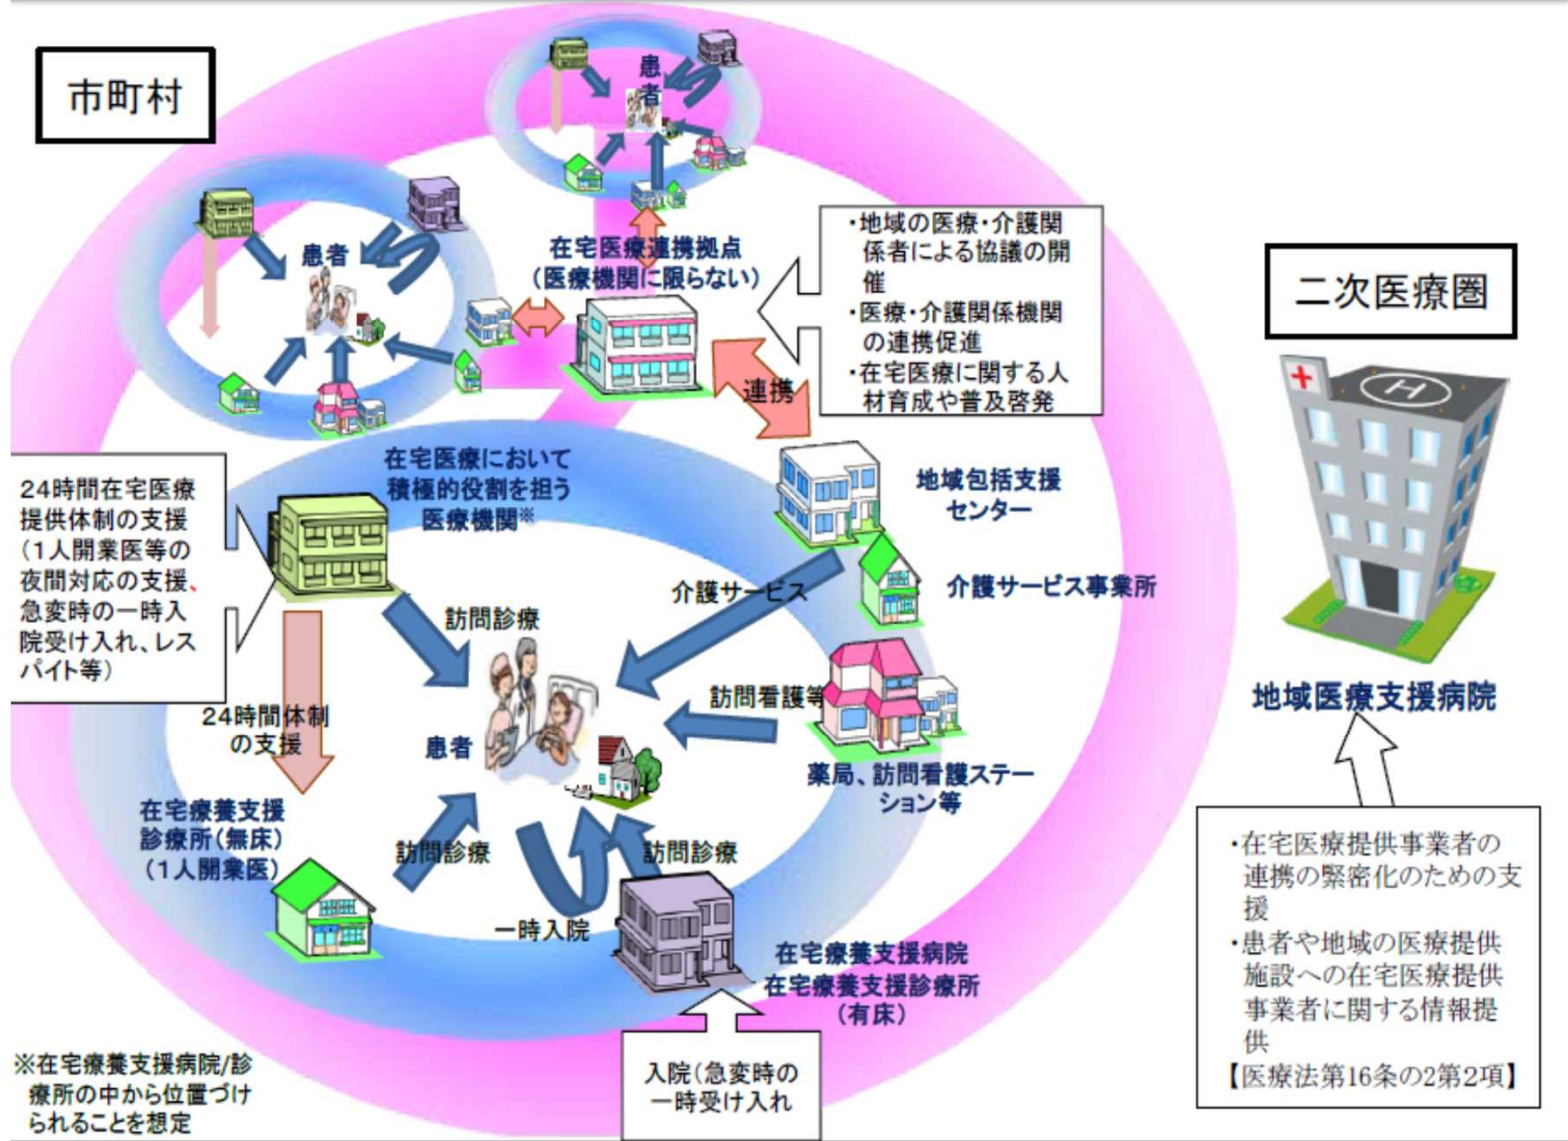 市町村
患
者
患者
在宅医療連携拠点
（医療機関に限らない）
・地域の医療・介護関
係者による協議の開
催
・医療・介護関係機関
の連携促進
・在宅医療に関する人
材育成や普及啓発
連携
二次医療圏
H
地域医療支援病院
・在宅医療提供事業者の
連携の緊密化のための支
援
・患者や地域の医療提供
施設への在宅医療提供
事業者に関する情報提
供
【医療法第16条の2第2項】
24時間在宅医療
提供体制の支援
（1人開業医等の
夜間対応の支援、
急変時の一時入
院受け入れ、レス
パイト等）
在宅医療において
積極的役割を担う
医療機関※
地域包括支援
センター
介護サービス事業所
介護サービス
訪問診療
訪問看護等
24時間体制
の支援
患者
薬局、訪問看護ステー
ション等
在宅療養支援
診療所（無床）
（1人開業医）
訪問診療
訪問診療
一時入院
在宅療養支援病院
在宅療養支援診療所
（有床）
入院（急変時の
一時受け入れ
※在宅療養支援病院/診
療所の中から位置づけ
られることを想定